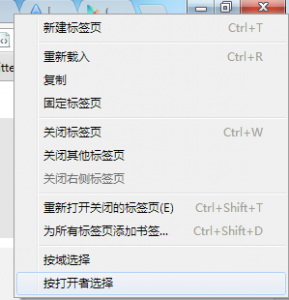 新建标签页 Ctrl+T
重新载入 Ctrl+R
复制
固定标签页
关闭标签页 Ctrl+W
关闭其他标签页
关闭右侧标签页
重新打开关闭的标签页(E) Ctrl+Shift+T
为所有标签页添加书签... Ctrl+Shift+D
按域选择
按打开者选择